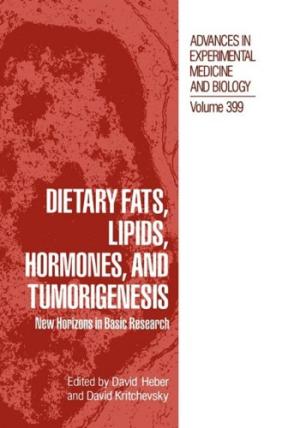 ADVANCES IN
EXPERIMENTAL
MEDICINE
AND BIOLOGY
Volume 399
DIETARY FATS,
LIPIDS,
HORMONES, AND
TUMORIGENESIS
New Horizons in Basic Research
Edited by David Heber
and David Kritchevsky